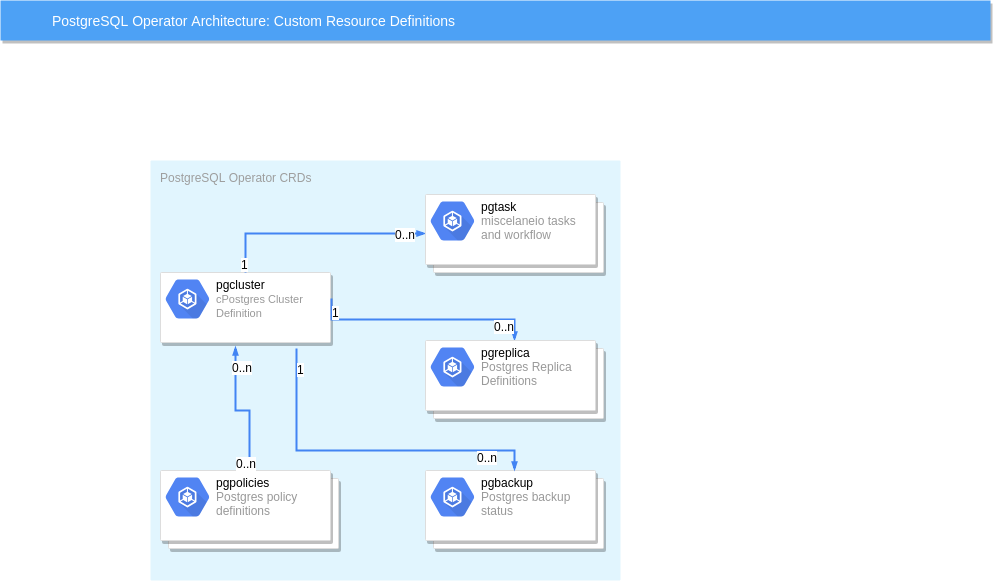 PostgreSQL Operator Architecture: Custom Resource Definitions
PostgreSQL Operator CRDs
pgtask
miscelaneio tasks
and workflow
0..n
1
pgcluster
cPostgres Cluster
Definition
1
0..n
pgreplica
Postgres Replica
Definitions
0..n
1
0..n
0..n
pgpolicies
Postgres policy
definitions
pgbackup
Postgres backup
status